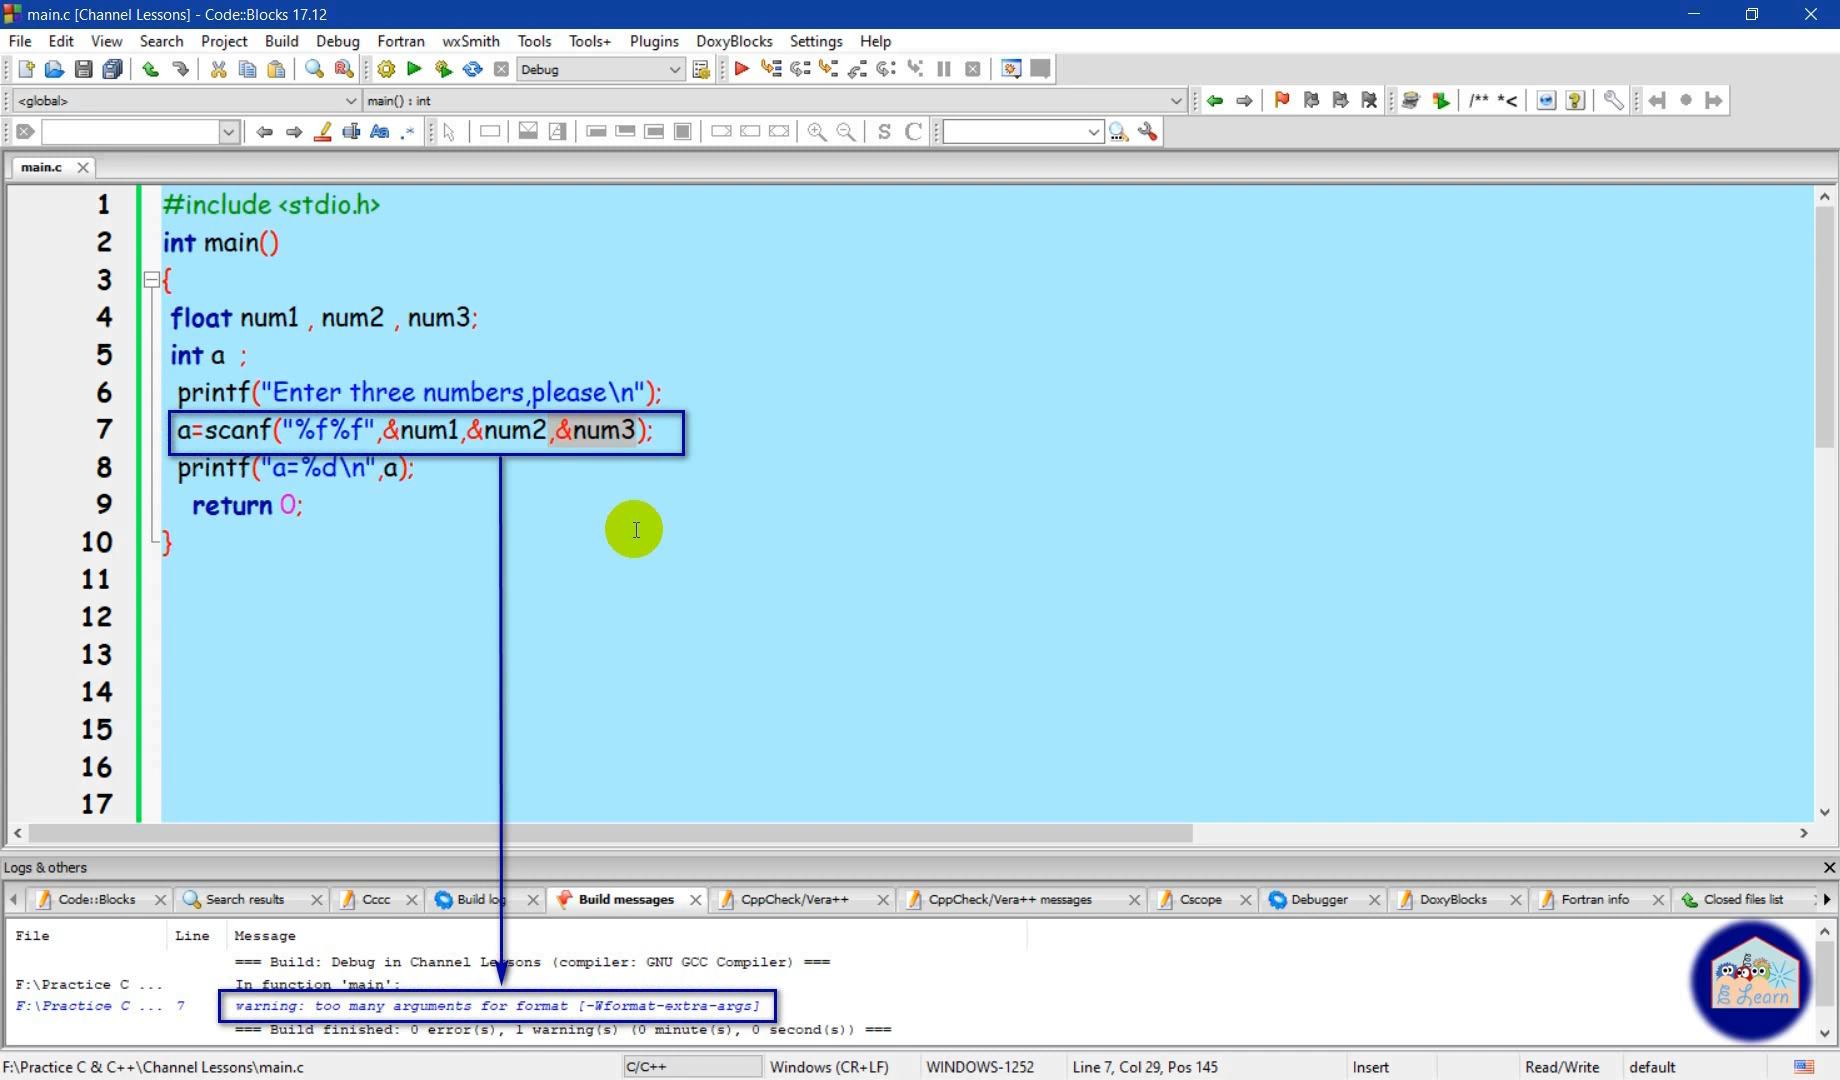 main.c [Channel Lessons] - Code::Blocks 17.12
File Edit View Search Project Build Debug Fortran wxSmith Tools Tools+ Plugins DoxyBlocks Settings Help
Debug
<global> main() : int /** *<
Aa .* S C
main.c
1 #include <stdio.h>
2 int main()
3 {
4 float num1 , num2 , num3;
5 int a ;
6 printf("Enter three numbers,please\n");
7 a=scanf("%f%f",&num1,&num2,&num3);
8 printf("a=%d\n",a);
9 return 0;
10 }
11
12
13
14
15
16
17
Logs & others
Code::Blocks Search results Cccc Build log Build messages CppCheck/Vera++ CppCheck/Vera++ messages Cscope Debugger DoxyBlocks Fortran info Closed files list
File Line Message
=== Build: Debug in Channel Lessons (compiler: GNU GCC Compiler) ===
F:\Practice C ... In function 'main':
F:\Practice C ... 7 warning: too many arguments for format [-Wformat-extra-args]
=== Build finished: 0 error(s), 1 warning(s) (0 minute(s), 0 second(s)) ===
Learn
F:\Practice C & C++\Channel Lessons\main.c C/C++ Windows (CR+LF) WINDOWS-1252 Line 7, Col 29, Pos 145 Insert Read/Write default